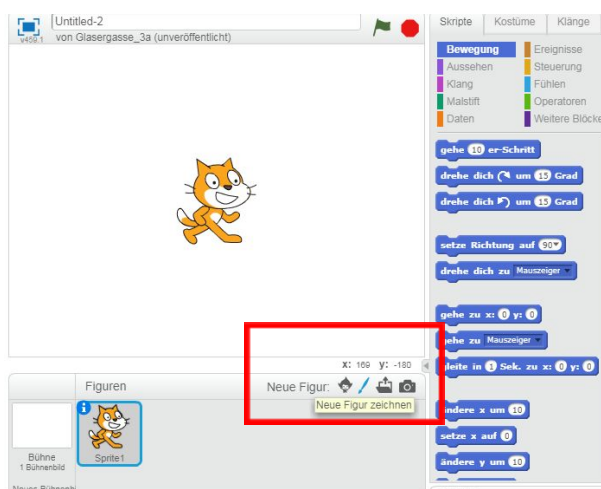 Untitled-2
v459.1 von Glasergasse_3a (unveröffentlicht)
Skripte Kostüme Klänge
Bewegung Ereignisse
Aussehen Steuerung
Klang Fühlen
Malstift Operatoren
Daten Weitere Blöcke
gehe 10 er-Schritt
drehe dich um 15 Grad
drehe dich um 15 Grad
setze Richtung auf 90
drehe dich zu Mauszeiger
gehe zu x: 0 y: 0
gehe zu Mauszeiger
gleite in 1 Sek. zu x: 0 y: 0
ändere x um 10
setze x auf 0
ändere y um 10
X: 169 y: -180
Figuren Neue Figur:
Neue Figur zeichnen
Sprite1
Bühne
1 Bühnenbild